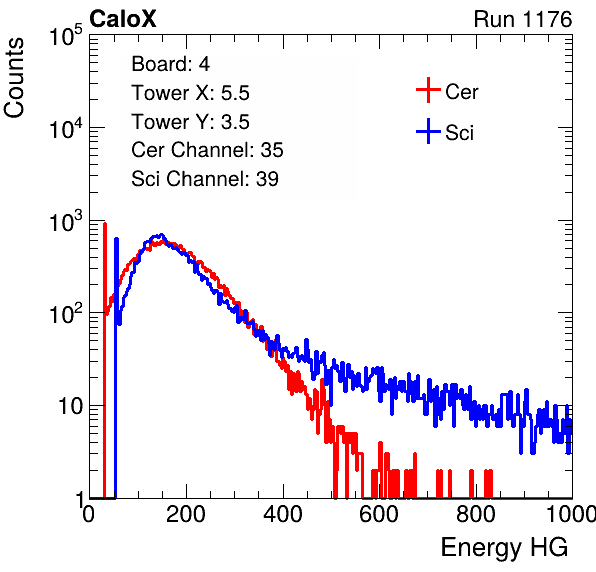 CaloX Run 1176
Counts
10^5
10^4
10^3
10^2
10
1
Board: 4
Tower X: 5.5
Tower Y: 3.5
Cer Channel: 35
Sci Channel: 39
Cer
Sci
0 200 400 600 800 1000
Energy HG